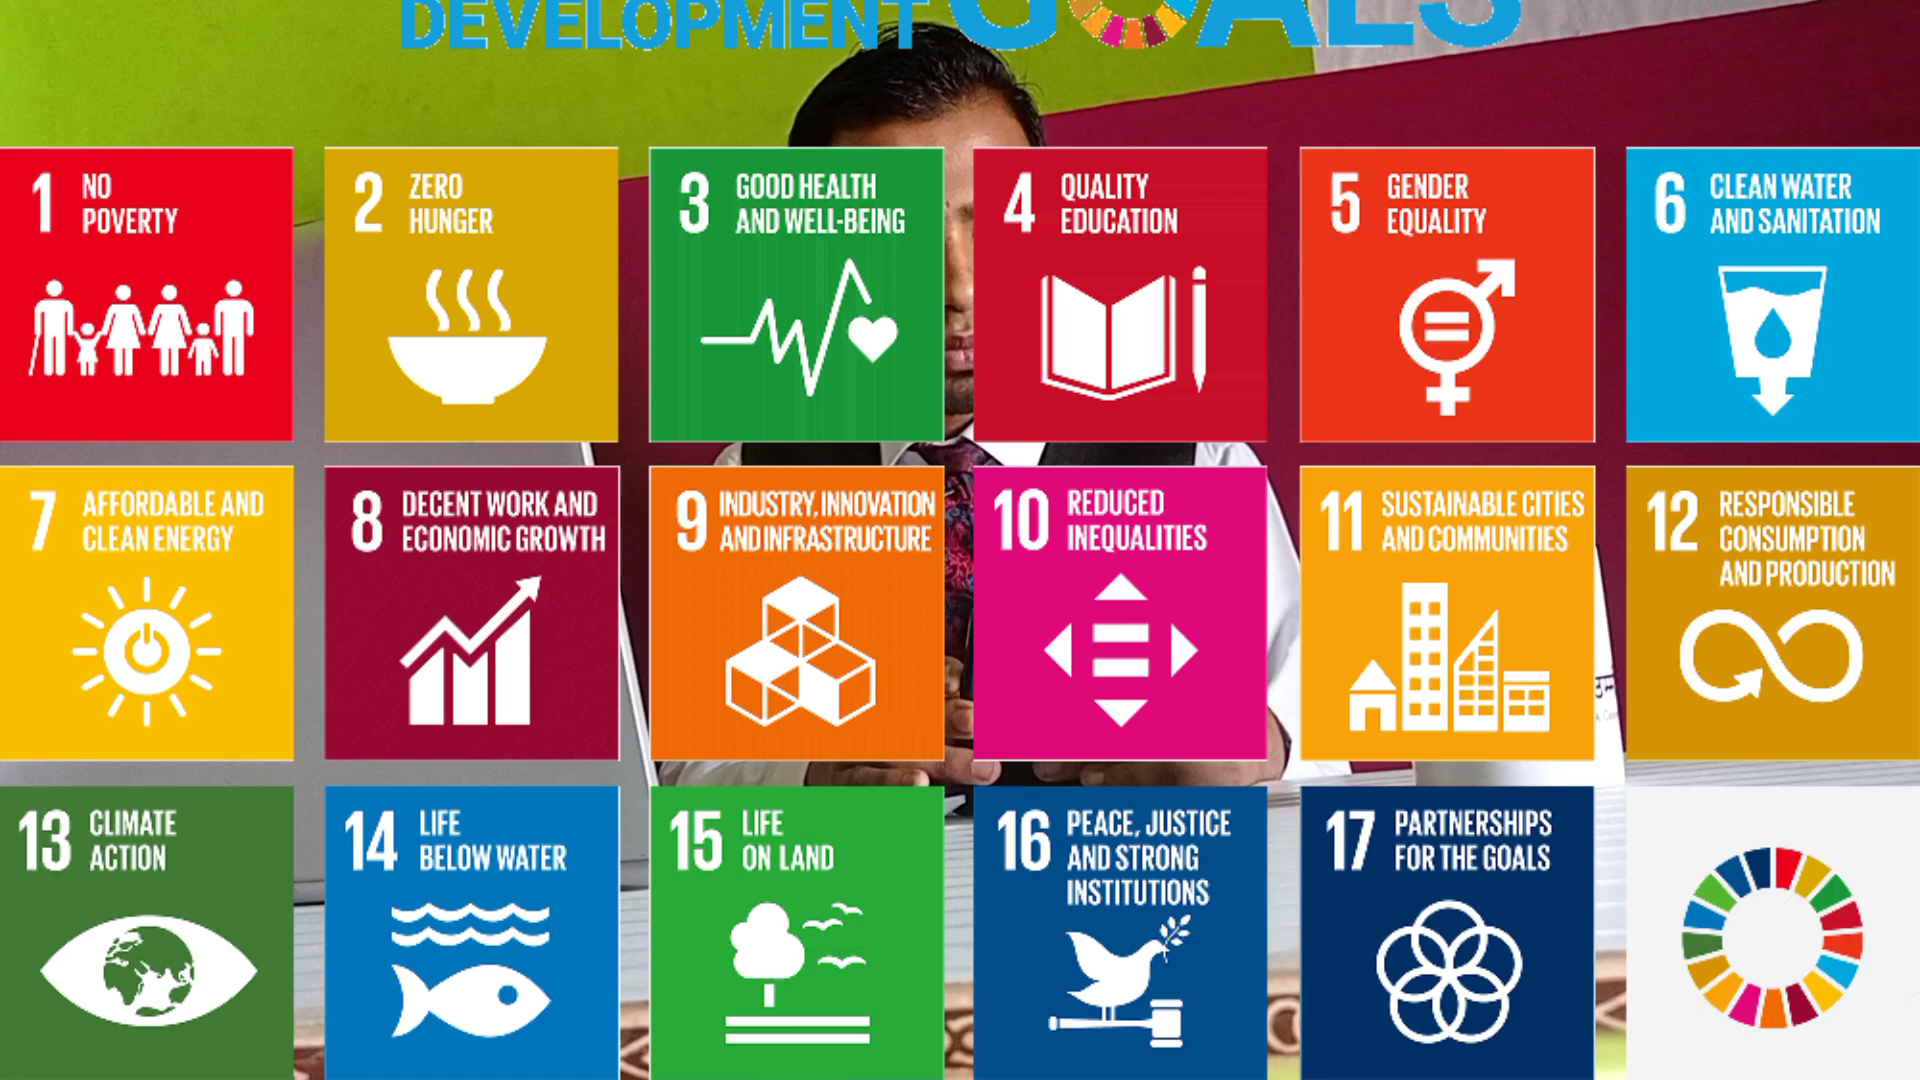 DEVELOPMENT GOALS
1 NO
POVERTY
2 ZERO
HUNGER
3 GOOD HEALTH
AND WELL-BEING
4 QUALITY
EDUCATION
5 GENDER
EQUALITY
6 CLEAN WATER
AND SANITATION
7 AFFORDABLE AND
CLEAN ENERGY
8 DECENT WORK AND
ECONOMIC GROWTH
9 INDUSTRY, INNOVATION
AND INFRASTRUCTURE
10 REDUCED
INEQUALITIES
11 SUSTAINABLE CITIES
AND COMMUNITIES
12 RESPONSIBLE
CONSUMPTION
AND PRODUCTION
13 CLIMATE
ACTION
14 LIFE
BELOW WATER
15 LIFE
ON LAND
16 PEACE, JUSTICE
AND STRONG
INSTITUTIONS
17 PARTNERSHIPS
FOR THE GOALS